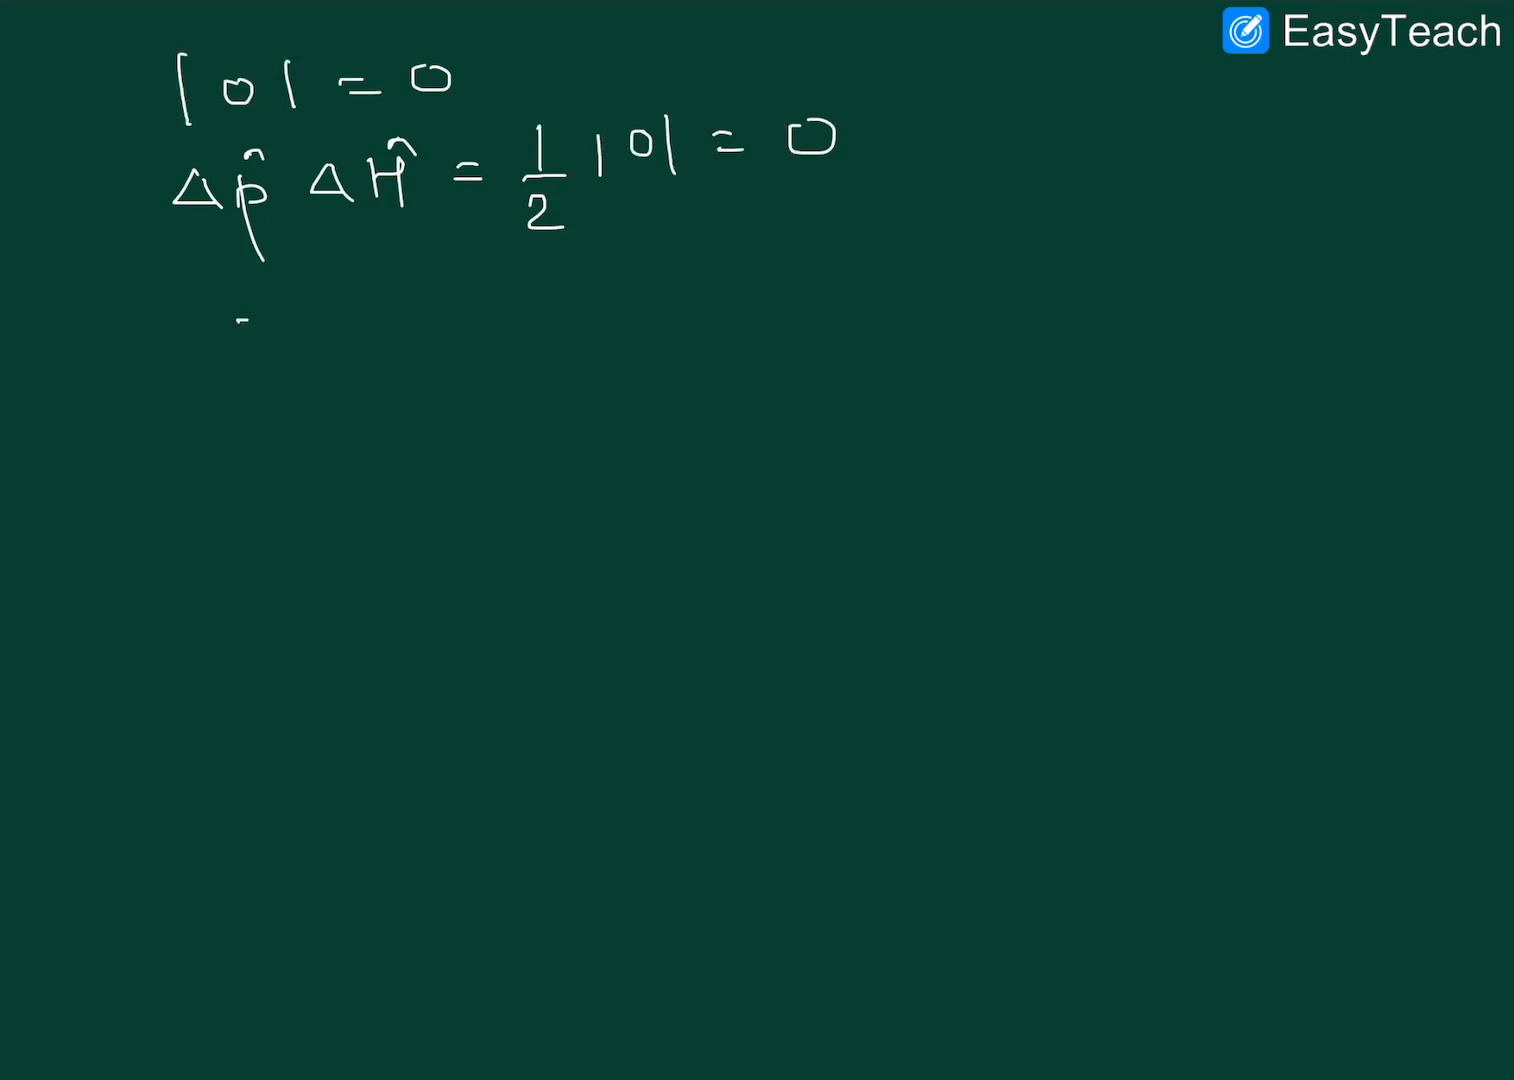 EasyTeach
|0| = 0
Δp̂ ΔĤ = 1/2 |0| = 0
-